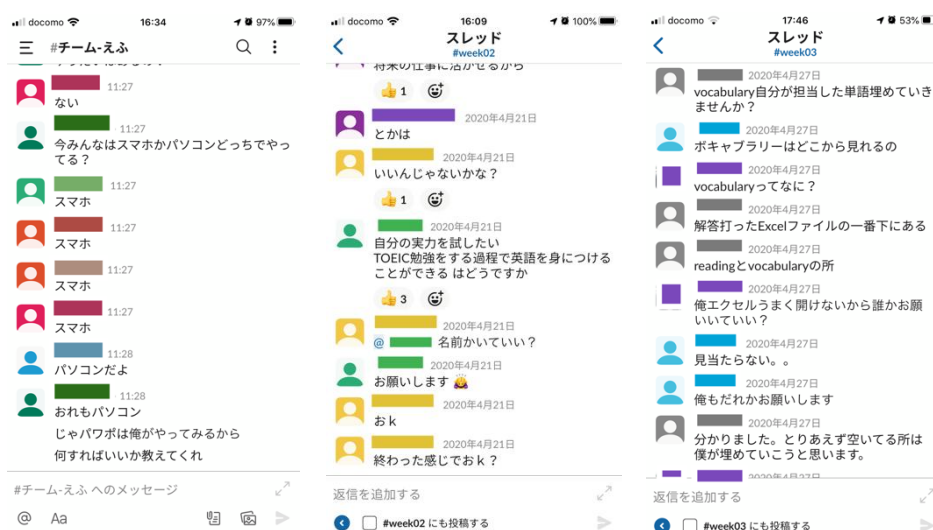 docomo 16:34 97%
#チーム-えふ
11:27
ない
11:27
今みんなはスマホかパソコンどっちでやっ
てる？
11:27
スマホ
11:27
スマホ
11:27
スマホ
11:27
スマホ
11:28
パソコンだよ
11:28
おれもパソコン
じゃパワポは俺がやってみるから
何すればいいか教えてくれ
#チーム-えふ へのメッセージ
@ Aa
docomo 16:09 100%
スレッド
#week02
将来の仕事に活かせるから
1
2020年4月21日
とかは
2020年4月21日
いいんじゃないかな？
1
2020年4月21日
自分の実力を試したい
TOEIC勉強をする過程で英語を身につける
ことができる はどうですか
3
2020年4月21日
@ 名前かいていい？
2020年4月21日
お願いします
2020年4月21日
おｋ
2020年4月21日
終わった感じでおｋ？
返信を追加する
#week02 にも投稿する
docomo 17:46 53%
スレッド
#week03
2020年4月27日
vocabulary自分が担当した単語埋めていき
ませんか？
2020年4月27日
ボキャブラリーはどこから見れるの
2020年4月27日
vocabularyってなに？
2020年4月27日
解答打ったExcelファイルの一番下にある
2020年4月27日
readingとvocabularyの所
2020年4月27日
俺エクセルうまく開けないから誰かお願
いいていい？
2020年4月27日
見当たらない。。
2020年4月27日
俺もだれかお願いします
2020年4月27日
分かりました。とりあえず空いてる所は
僕が埋めていこうと思います。
2020年4月27日
返信を追加する
#week03 にも投稿する